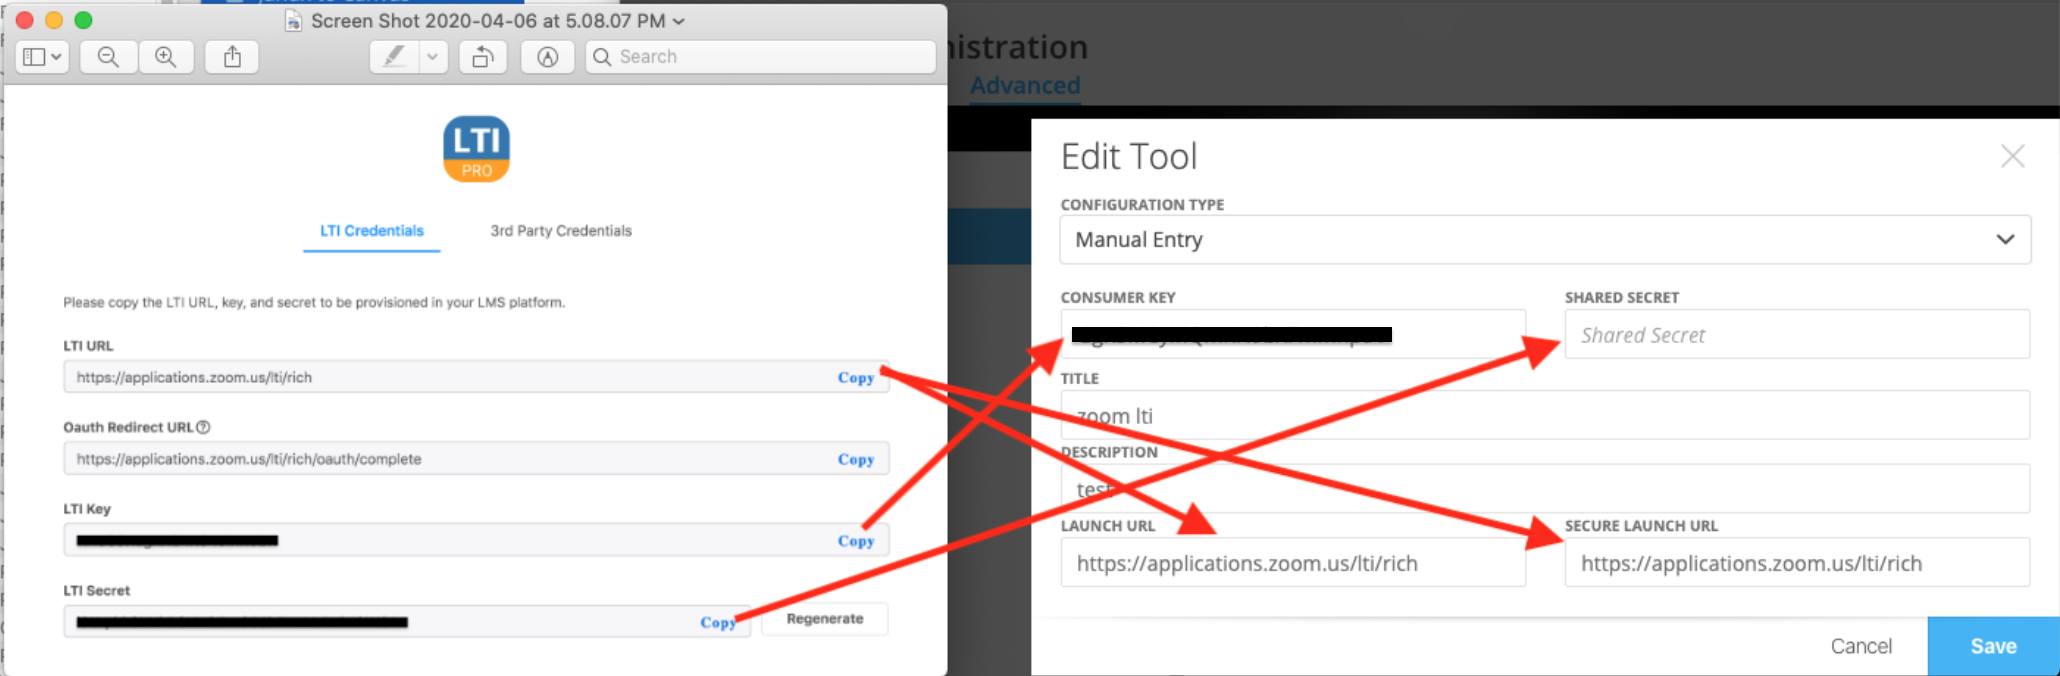 Screen Shot 2020-04-06 at 5.08.07 PM
Search
LTI
PRO
LTI Credentials
3rd Party Credentials
Please copy the LTI URL, key, and secret to be provisioned in your LMS platform.
LTI URL
https://applications.zoom.us/lti/rich
Copy
Oauth Redirect URL
https://applications.zoom.us/lti/rich/oauth/complete
Copy
LTI Key
Copy
LTI Secret
Copy
Regenerate
Advanced
Edit Tool
CONFIGURATION TYPE
Manual Entry
CONSUMER KEY
SHARED SECRET
Shared Secret
TITLE
zoom lti
DESCRIPTION
test
LAUNCH URL
SECURE LAUNCH URL
https://applications.zoom.us/lti/rich
https://applications.zoom.us/lti/rich
Cancel
Save